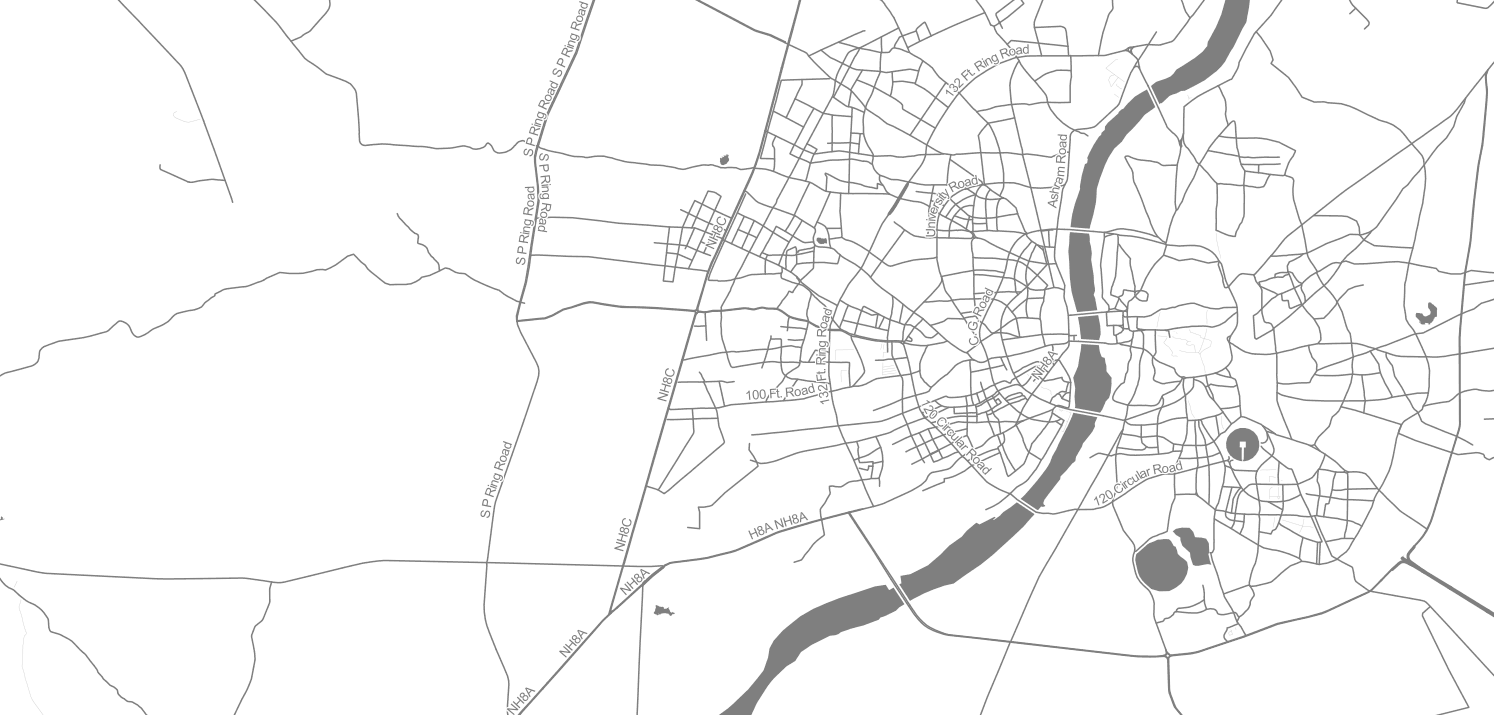 S P Ring Road
132 Ft. Ring Road
S P Ring Road
Ashram Road
S P Ring Road
University Road
S P Ring Road
NH8C
C. G. Road
132 Ft. Ring Road
NH8A
NH8C
100 Ft. Road
120 Circular Road
S P Ring Road
120 Circular Road
NH8C
H8A NH8A
NH8A
NH8A
NH8A